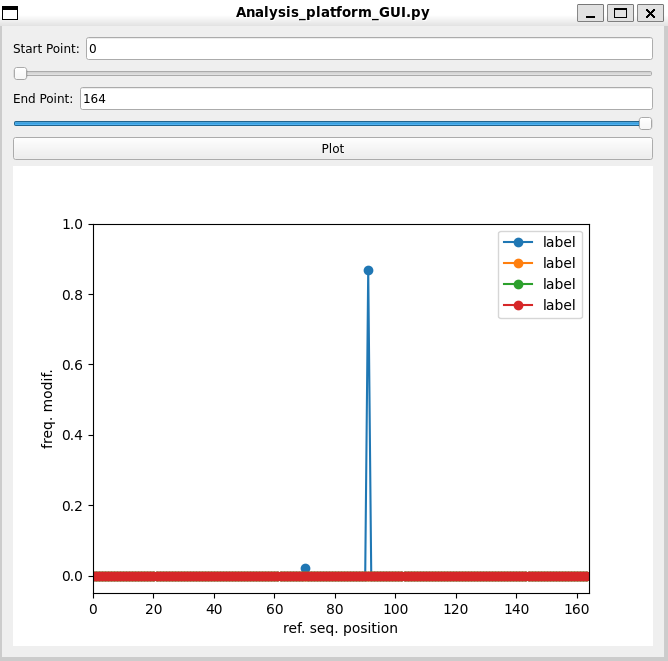 Analysis_platform_GUI.py
Start Point: 0
End Point: 164
Plot
1.0
0.8
0.6
0.4
0.2
0.0
freq. modif.
label
label
label
label
0 20 40 60 80 100 120 140 160
ref. seq. position